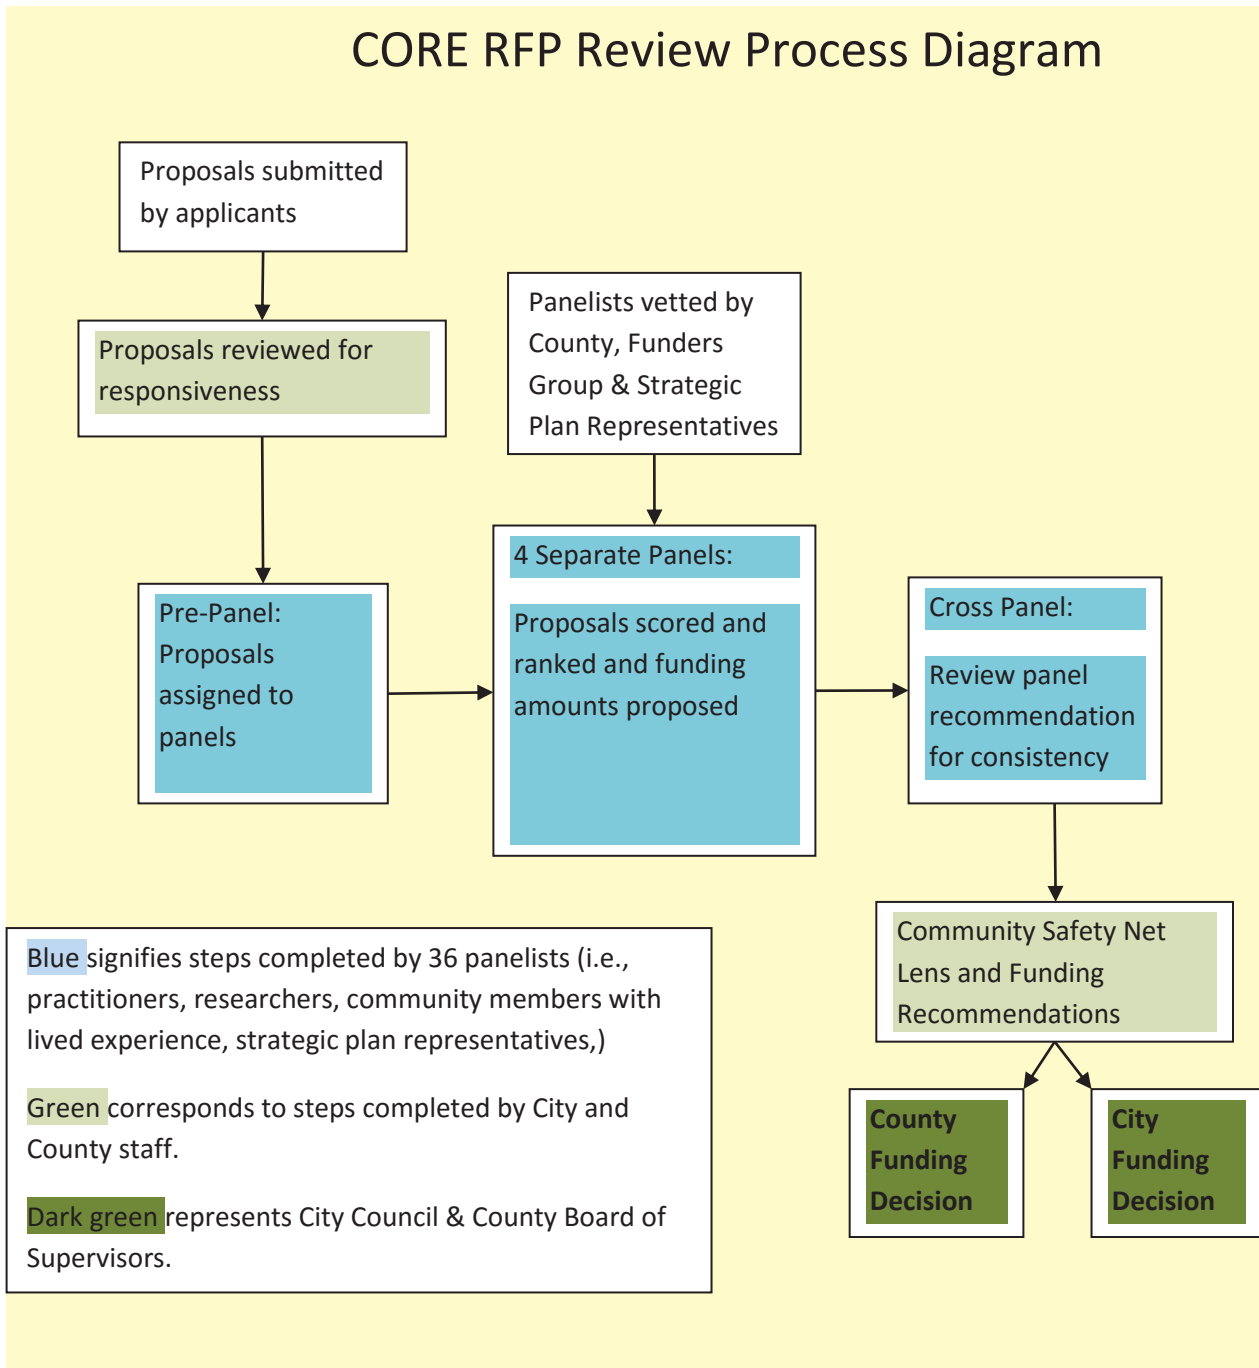 CORE RFP Review Process Diagram
Proposals submitted
by applicants
Proposals reviewed for
responsiveness
Panelists vetted by
County, Funders
Group & Strategic
Plan Representatives
Pre-Panel:
Proposals
assigned to
panels
4 Separate Panels:
Proposals scored and
ranked and funding
amounts proposed
Cross Panel:
Review panel
recommendation
for consistency
Community Safety Net
Lens and Funding
Recommendations
County
Funding
Decision
City
Funding
Decision
Blue signifies steps completed by 36 panelists (i.e.,
practitioners, researchers, community members with
lived experience, strategic plan representatives,)
Green corresponds to steps completed by City and
County staff.
Dark green represents City Council & County Board of
Supervisors.